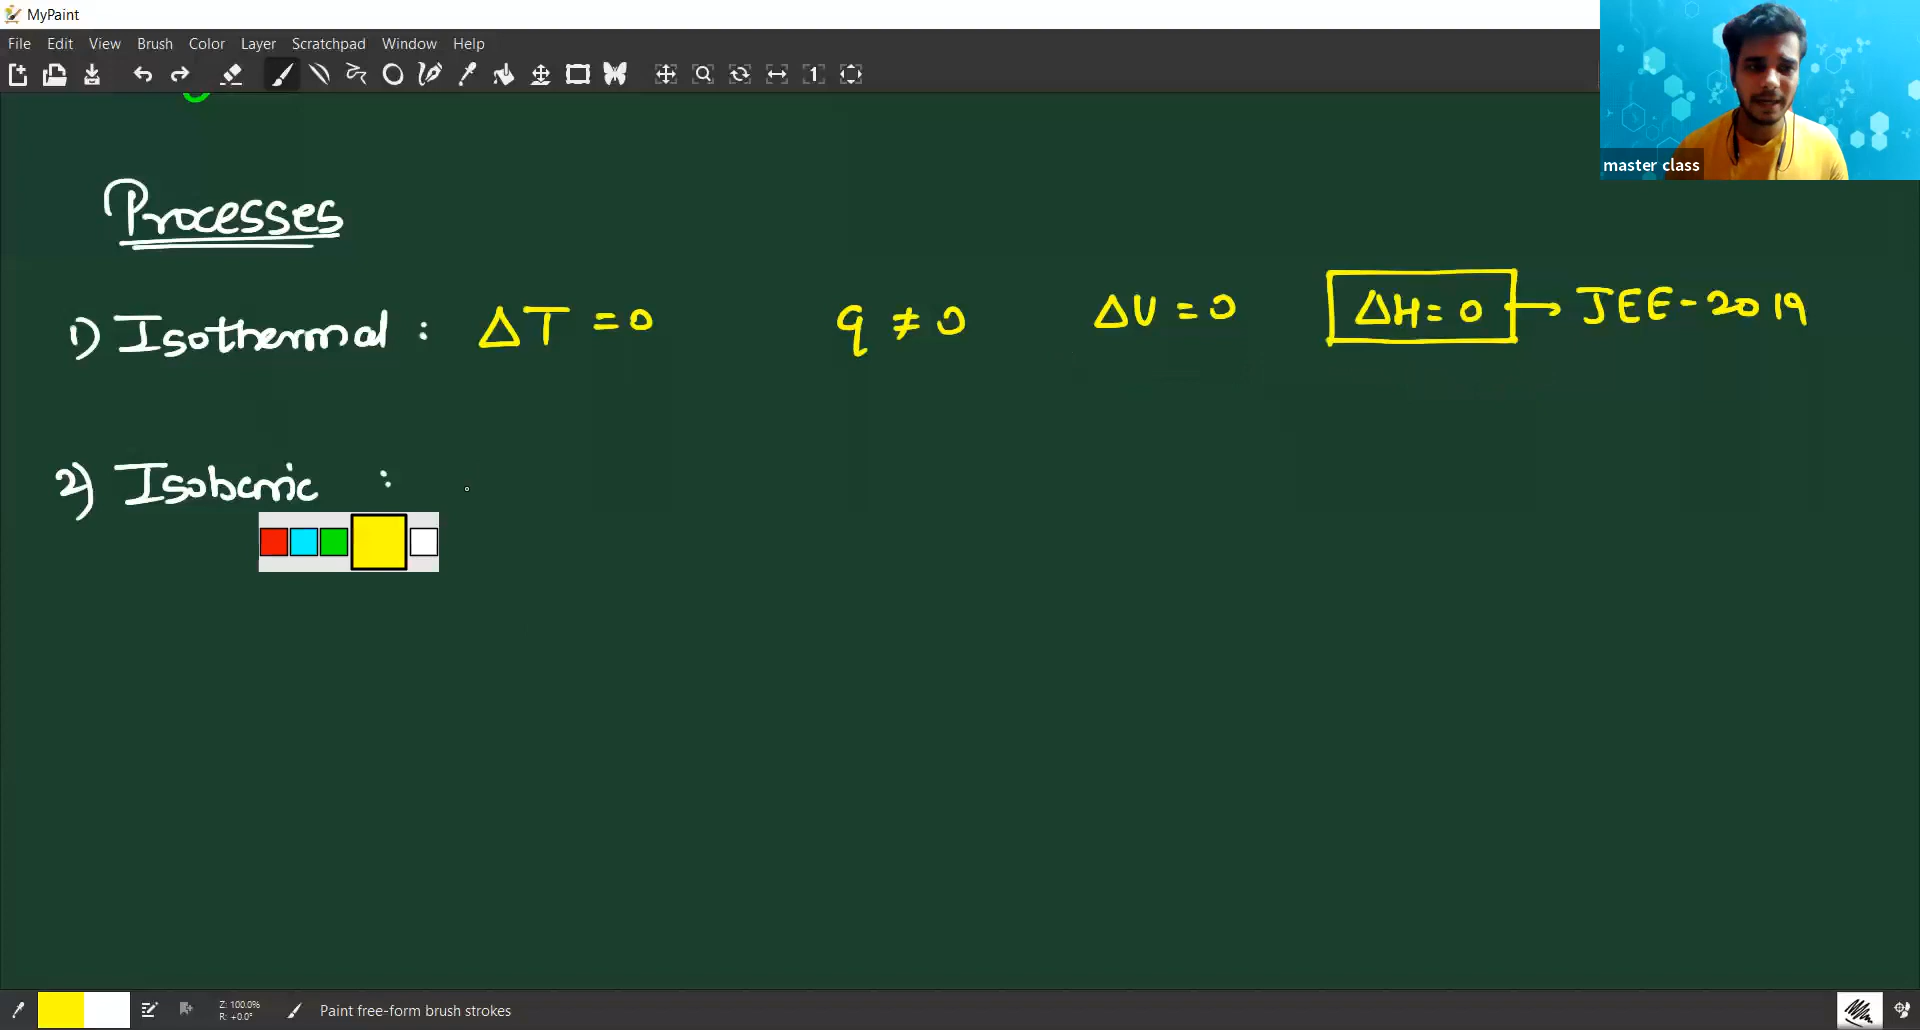 MyPaint
File Edit View Brush Color Layer Scratchpad Window Help
master class
Processes
1) Isothermal : ΔT = 0 q ≠ 0 ΔU = 0 ΔH = 0 → JEE - 2019
2) Isobaric :
Z: 100.0%
R: +0.0°
Paint free-form brush strokes